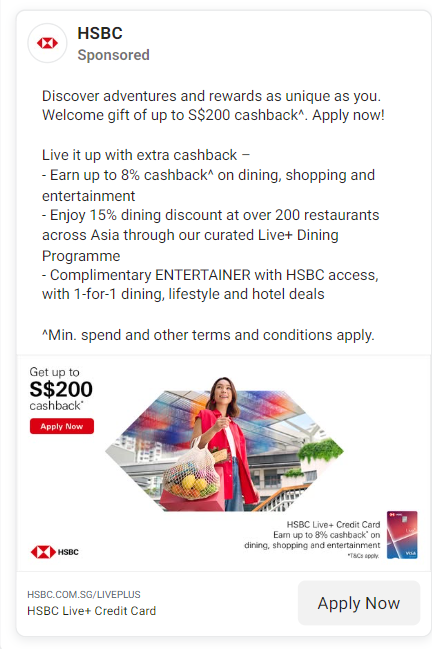 HSBC
Sponsored
Discover adventures and rewards as unique as you.
Welcome gift of up to S$200 cashback^. Apply now!
Live it up with extra cashback –
- Earn up to 8% cashback^ on dining, shopping and
entertainment
- Enjoy 15% dining discount at over 200 restaurants
across Asia through our curated Live+ Dining
Programme
- Complimentary ENTERTAINER with HSBC access,
with 1-for-1 dining, lifestyle and hotel deals
^Min. spend and other terms and conditions apply.
Get up to
S$200
cashback*
Apply Now
HSBC Live+ Credit Card
Earn up to 8% cashback* on
dining, shopping and entertainment
*T&Cs apply.
VISA
HSBC
HSBC.COM.SG/LIVEPLUS
HSBC Live+ Credit Card
Apply Now